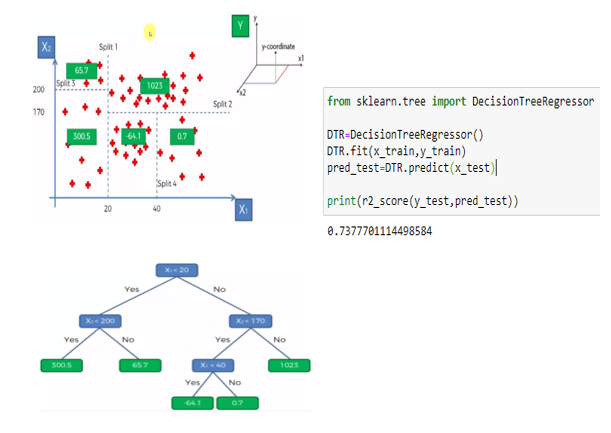 Y
y
X₂
Split 1
y-coordinate
x1
65.7
Split 3
1023
x2
200
Split 2
170
300.5
-64.1
0.7
Split 4
20
40
X₁
from sklearn.tree import DecisionTreeRegressor
DTR=DecisionTreeRegressor()
DTR.fit(x_train,y_train)
pred_test=DTR.predict(x_test)
print(r2_score(y_test,pred_test))
0.7377701114498584
X₁ < 20
Yes
No
X₂ < 200
X₂ < 170
Yes
No
Yes
No
300.5
65.7
X₁ < 40
1023
Yes
No
-64.1
0.7